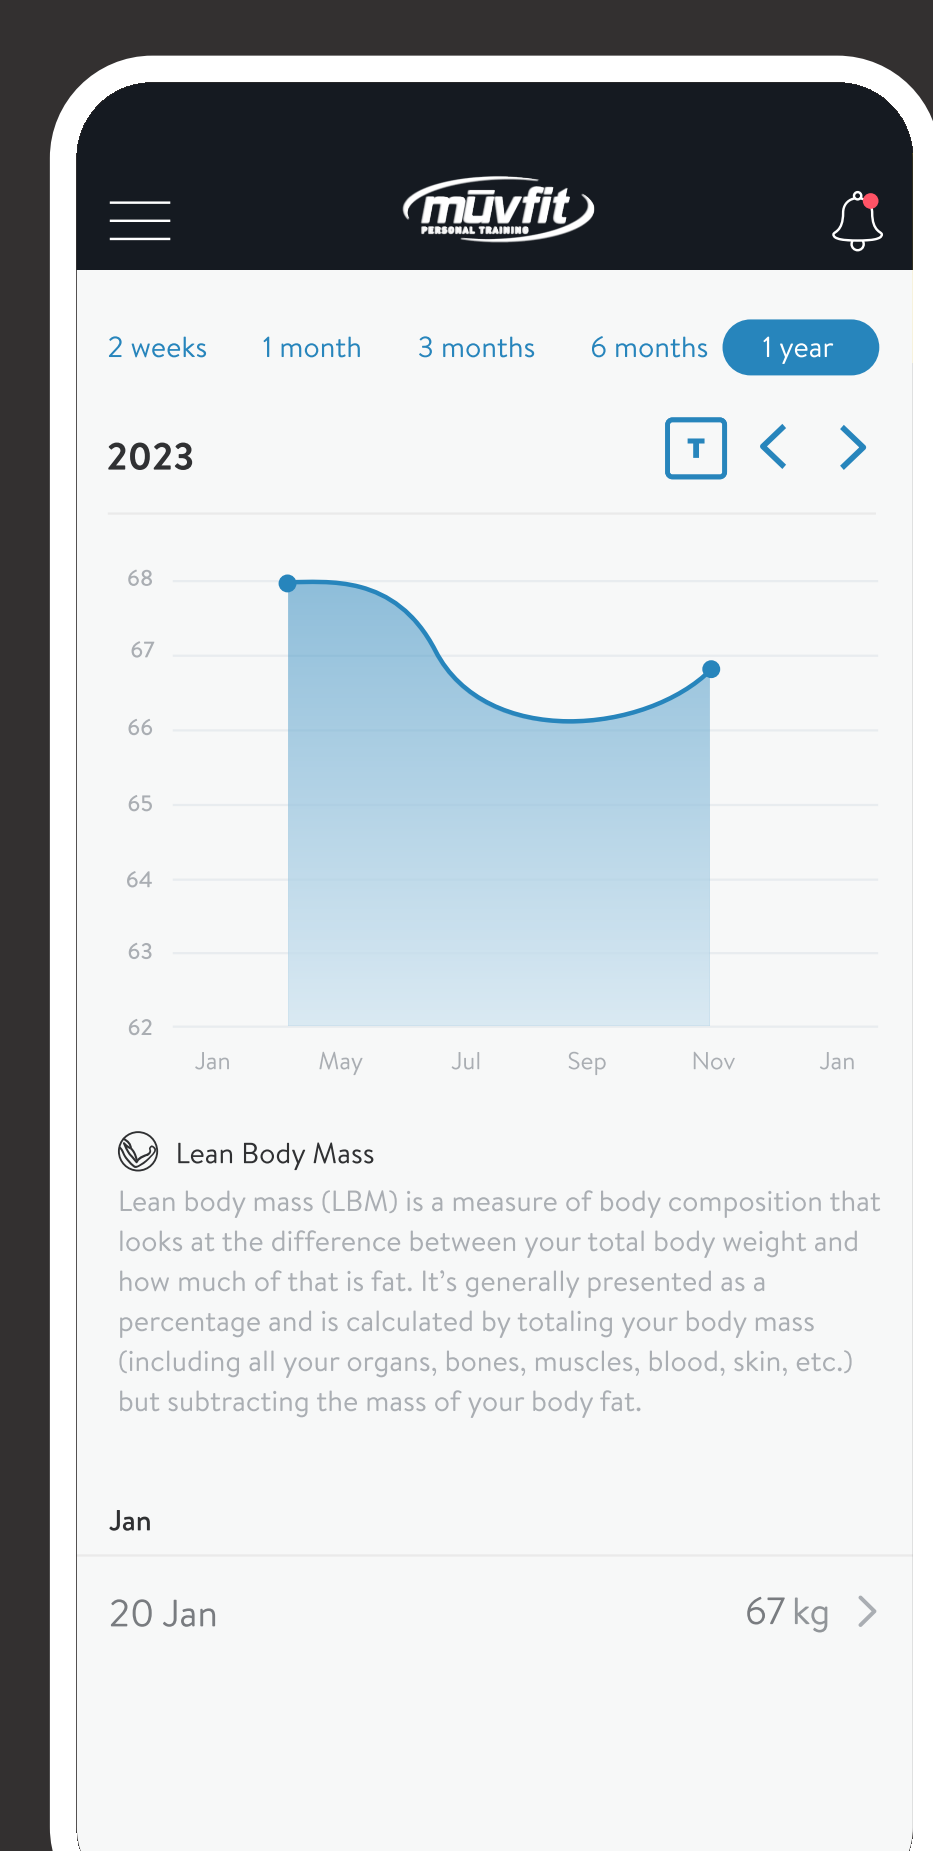 mūvfit
PERSONAL TRAINING
2 weeks 1 month 3 months 6 months 1 year
2023 T
68
67
66
65
64
63
62
Jan May Jul Sep Nov Jan
Lean Body Mass
Lean body mass (LBM) is a measure of body composition that
looks at the difference between your total body weight and
how much of that is fat. It’s generally presented as a
percentage and is calculated by totaling your body mass
(including all your organs, bones, muscles, blood, skin, etc.)
but subtracting the mass of your body fat.
Jan
20 Jan 67 kg